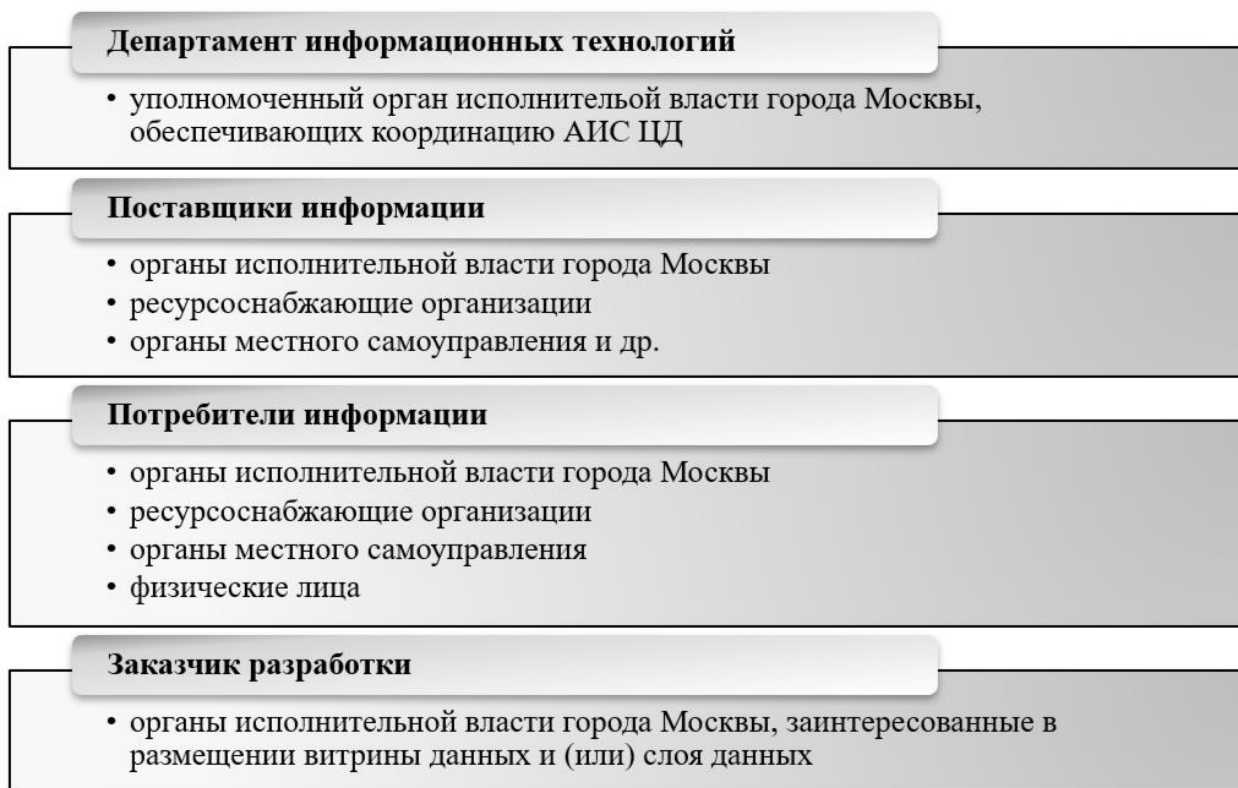 Департамент информационных технологий
• уполномоченный орган исполнительой власти города Москвы,
обеспечивающих координацию АИС ЦД
Поставщики информации
• органы исполнительной власти города Москвы
• ресурсоснабжающие организации
• органы местного самоуправления и др.
Потребители информации
• органы исполнительной власти города Москвы
• ресурсоснабжающие организации
• органы местного самоуправления
• физические лица
Заказчик разработки
• органы исполнительной власти города Москвы, заинтересованные в
размещении витрины данных и (или) слоя данных